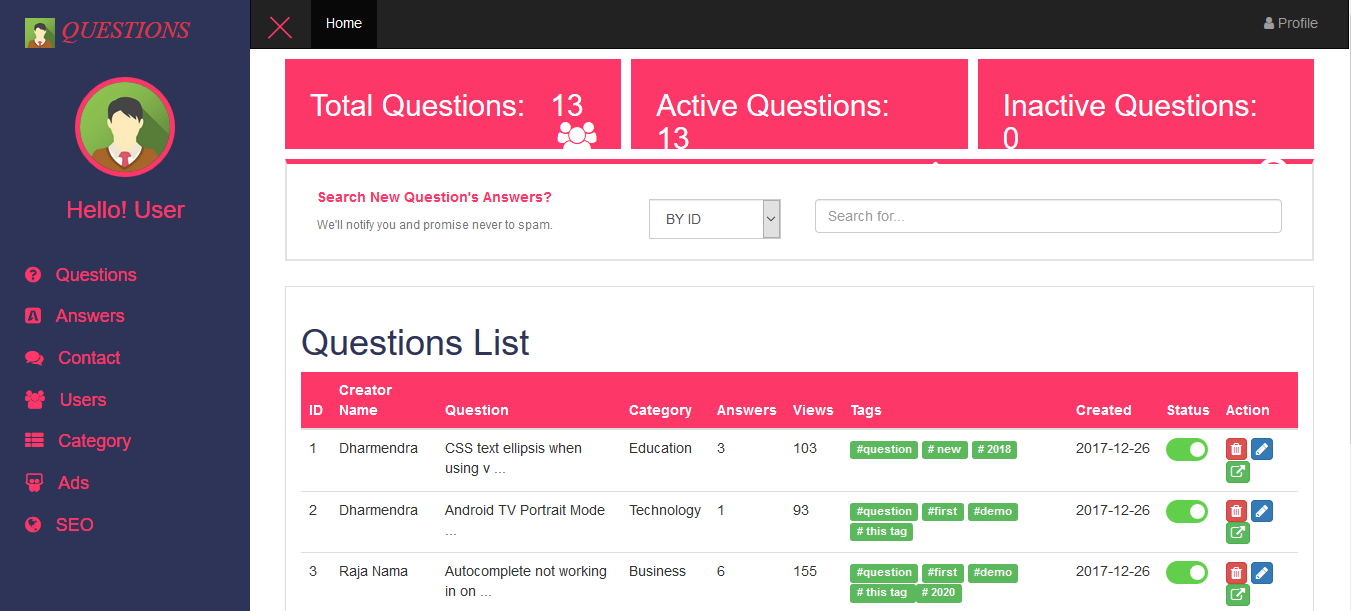 QUESTIONS
Home
Profile
Hello! User
Questions
Answers
Contact
Users
Category
Ads
SEO
Total Questions: 13
Active Questions:
13
Inactive Questions:
0
Search New Question's Answers?
We'll notify you and promise never to spam.
BY ID
Search for...
Questions List
ID Creator Name Question Category Answers Views Tags Created Status Action
1 Dharmendra CSS text ellipsis when Education 3 103 #question # new # 2018 2017-12-26
using v ...
2 Dharmendra Android TV Portrait Mode Technology 1 93 #question #first #demo 2017-12-26
... # this tag
3 Raja Nama Autocomplete not working Business 6 155 #question #first #demo 2017-12-26
in on ... # this tag # 2020